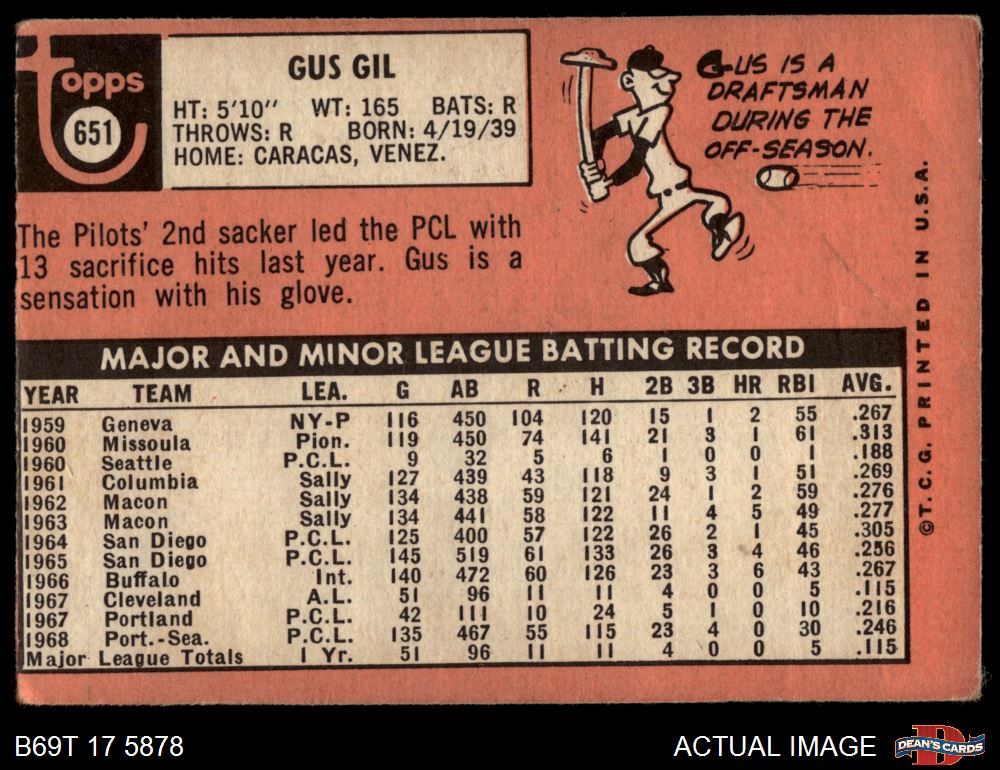 Topps
651
GUS GIL
HT: 5'10" WT: 165 BATS: R
THROWS: R BORN: 4/19/39
HOME: CARACAS, VENEZ.
GUS IS A
DRAFTSMAN
DURING THE
OFF-SEASON.
The Pilots' 2nd sacker led the PCL with
13 sacrifice hits last year. Gus is a
sensation with his glove.
MAJOR AND MINOR LEAGUE BATTING RECORD
YEAR TEAM LEA. G AB R H 2B 3B HR RBI AVG.
1959 Geneva NY-P 116 450 104 120 15 1 2 55 .267
1960 Missoula Pion. 119 450 74 141 21 3 1 61 .313
1960 Seattle P.C.L. 9 32 5 6 1 0 0 1 .188
1961 Columbia Sally 127 439 43 118 9 3 1 51 .269
1962 Macon Sally 134 438 59 121 24 1 2 59 .276
1963 Macon Sally 134 441 58 122 11 4 5 49 .277
1964 San Diego P.C.L. 125 400 57 122 26 2 1 45 .305
1965 San Diego P.C.L. 145 519 61 133 26 3 4 46 .256
1966 Buffalo Int. 140 472 60 126 23 3 6 43 .267
1967 Cleveland A.L. 51 96 11 11 4 0 0 5 .115
1967 Portland P.C.L. 42 111 10 24 5 1 0 10 .216
1968 Port.-Sea. P.C.L. 135 467 55 115 23 4 0 30 .246
Major League Totals 1 Yr. 51 96 11 11 4 0 0 5 .115
©T.C.G. PRINTED IN U.S.A.
B69T 17 5878
ACTUAL IMAGE
D
DEAN'S CARDS